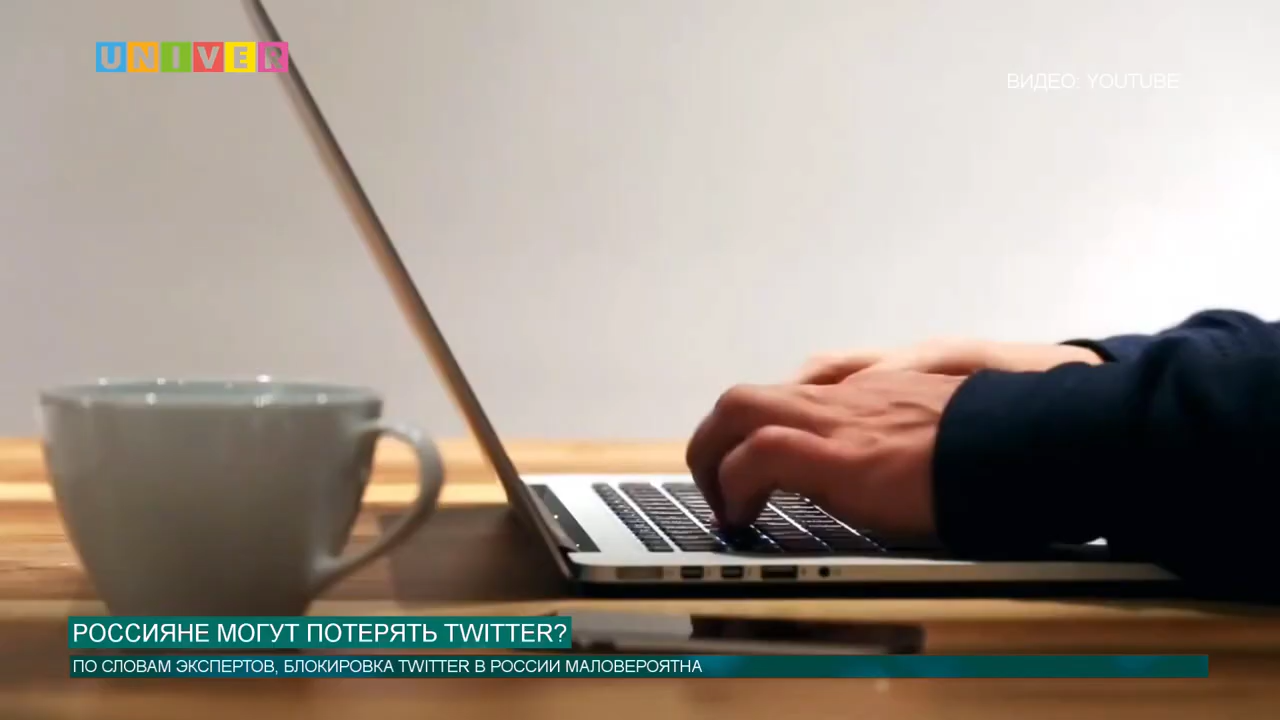 UNIVER
ВИДЕО: YOUTUBE
РОССИЯНЕ МОГУТ ПОТЕРЯТЬ TWITTER?
ПО СЛОВАМ ЭКСПЕРТОВ, БЛОКИРОВКА TWITTER В РОССИИ МАЛОВЕРОЯТНА